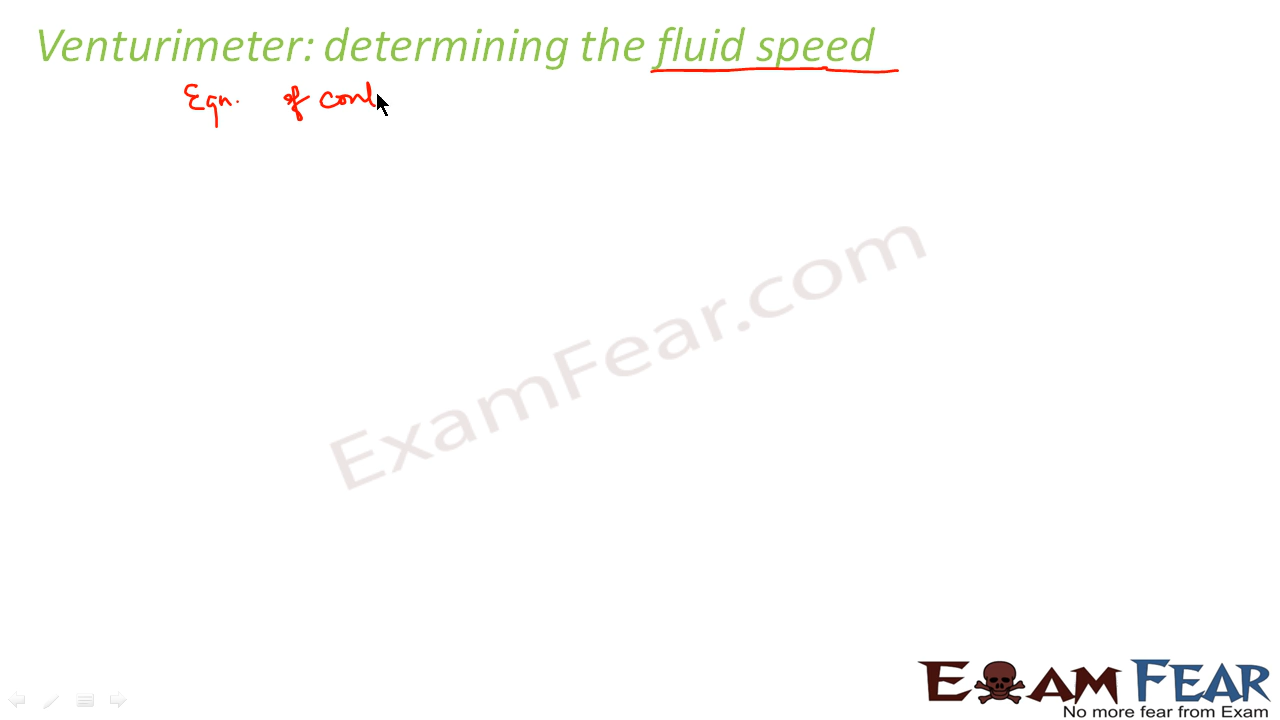 Venturimeter: determining the fluid speed
Eqn. of cont
ExamFear.com
EXAM FEAR
No more fear from Exam